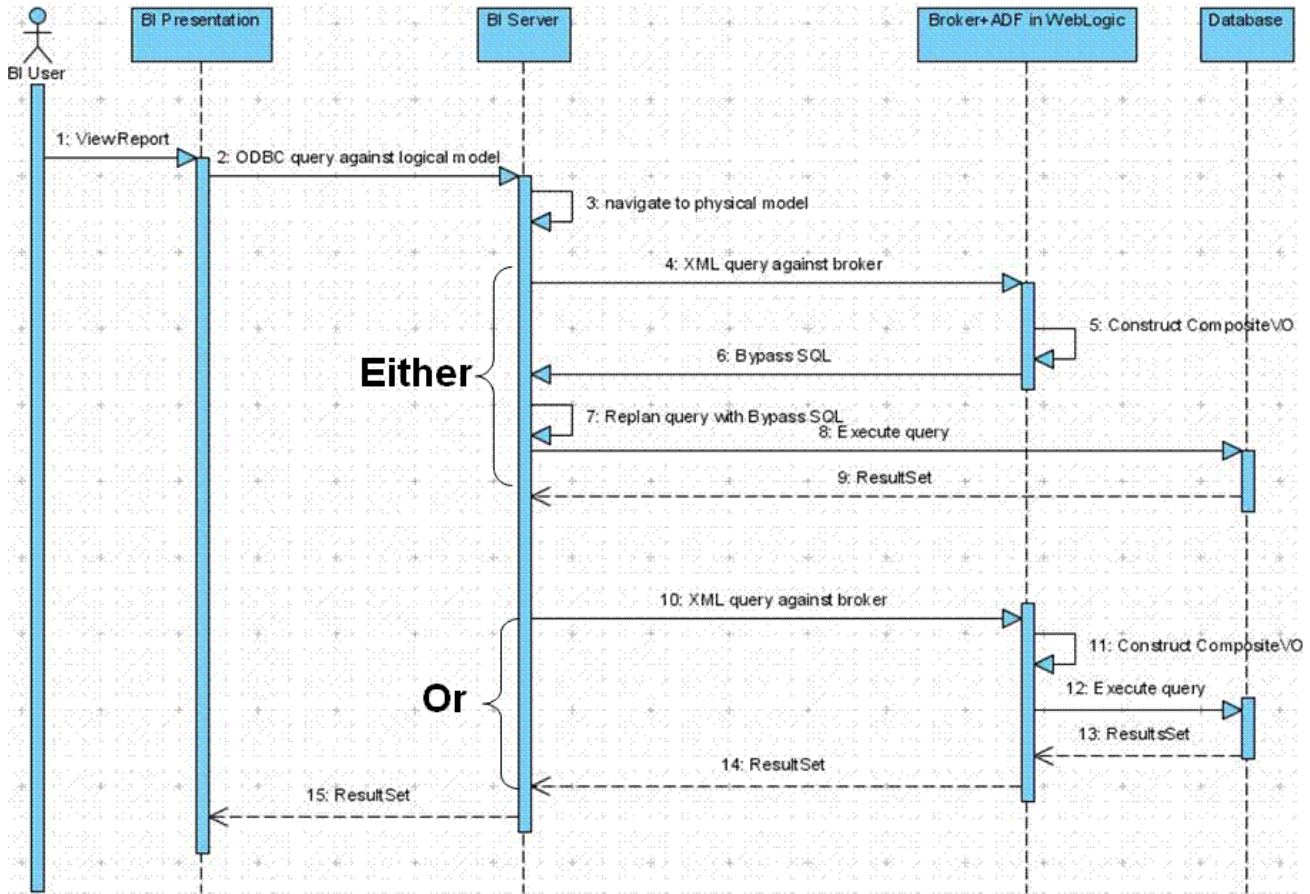 BI Presentation
BI Server
Broker+ADF in WebLogic
Database
BI User
1: ViewReport
2: ODBC query against logical model
3: navigate to physical model
4: XML query against broker
5: Construct CompositeVO
6: Bypass SQL
Either
7: Replan query with Bypass SQL
8: Execute query
9: ResultSet
10: XML query against broker
11: Construct CompositeVO
Or
12: Execute query
13: ResultsSet
14: ResultSet
15: ResultSet